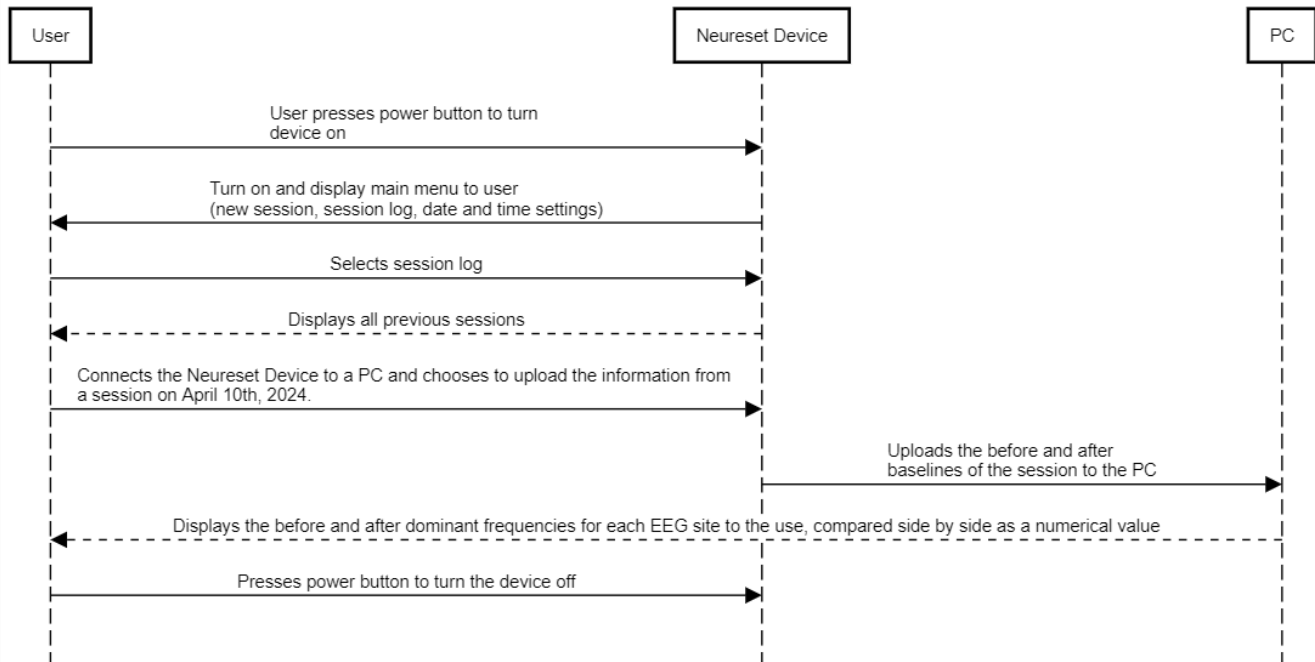 User
Neureset Device
PC
User presses power button to turn
device on
Turn on and display main menu to user
(new session, session log, date and time settings)
Selects session log
Displays all previous sessions
Connects the Neureset Device to a PC and chooses to upload the information from
a session on April 10th, 2024.
Uploads the before and after
baselines of the session to the PC
Displays the before and after dominant frequencies for each EEG site to the use, compared side by side as a numerical value
Presses power button to turn the device off